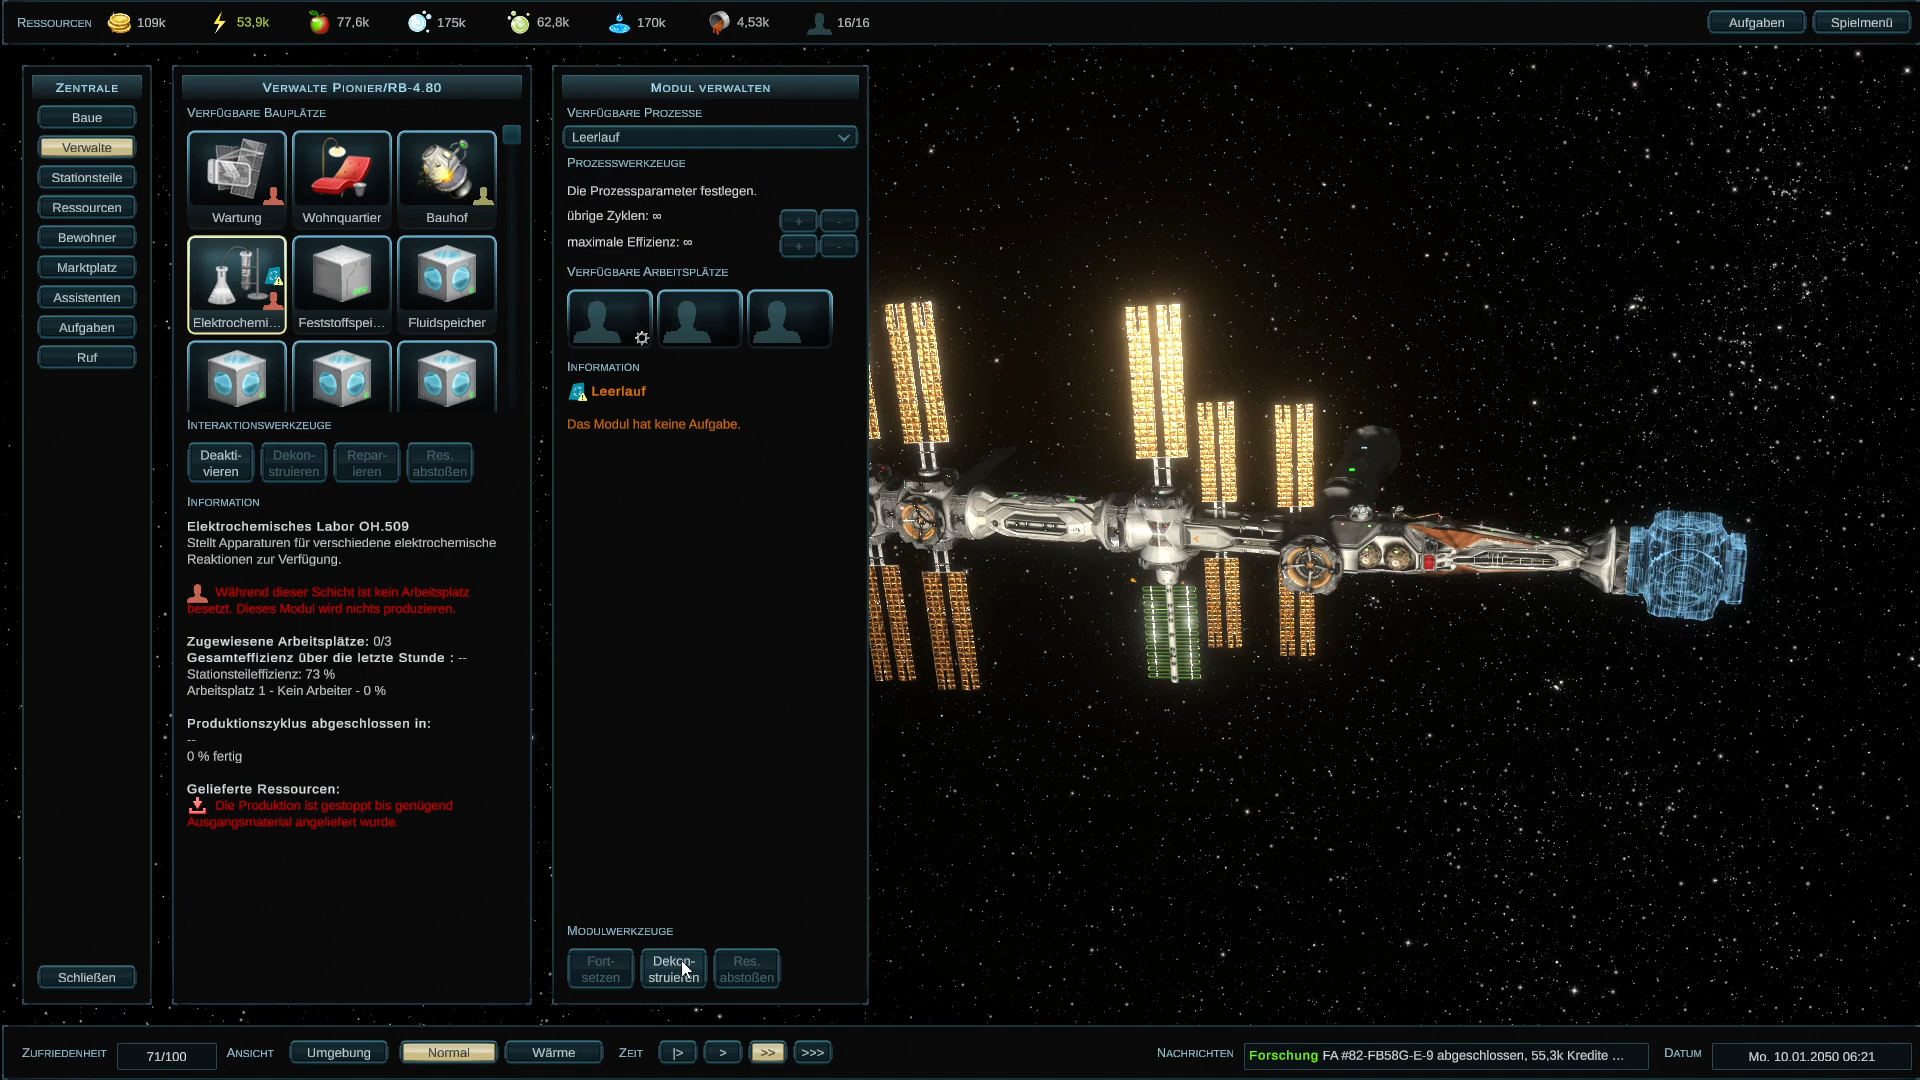 Ressourcen 109k 53,9k 77,6k 175k 62,8k 170k 4,53k 16/16 Aufgaben Spielmenü
Zentrale
Baue
Verwalte
Stationsteile
Ressourcen
Bewohner
Marktplatz
Assistenten
Aufgaben
Ruf
Schließen
Verwalte Pionier/RB-4.80
Verfügbare Bauplätze
Wartung Wohnquartier Bauhof
Elektrochemi... Feststoffspei... Fluidspeicher
Interaktionswerkzeuge
Deakti-
vieren
Dekon-
struieren
Repar-
ieren
Res.
abstoßen
Information
Elektrochemisches Labor OH.509
Stellt Apparaturen für verschiedene elektrochemische
Reaktionen zur Verfügung.
Während dieser Schicht ist kein Arbeitsplatz
besetzt. Dieses Modul wird nichts produzieren.
Zugewiesene Arbeitsplätze: 0/3
Gesamteffizienz über die letzte Stunde : --
Stationsteileffizienz: 73 %
Arbeitsplatz 1 - Kein Arbeiter - 0 %
Produktionszyklus abgeschlossen in:
--
0 % fertig
Gelieferte Ressourcen:
Die Produktion ist gestoppt bis genügend
Ausgangsmaterial angeliefert wurde.
Modul verwalten
Verfügbare Prozesse
Leerlauf
Prozesswerkzeuge
Die Prozessparameter festlegen.
übrige Zyklen: ∞ + -
maximale Effizienz: ∞ + -
Verfügbare Arbeitsplätze
Information
Leerlauf
Das Modul hat keine Aufgabe.
Modulwerkzeuge
Fort-
setzen
Dekon-
struieren
Res.
abstoßen
Zufriedenheit 71/100 Ansicht Umgebung Normal Wärme Zeit |> > >> >>> Nachrichten Forschung FA #82-FB58G-E-9 abgeschlossen, 55,3k Kredite ... Datum Mo. 10.01.2050 06:21